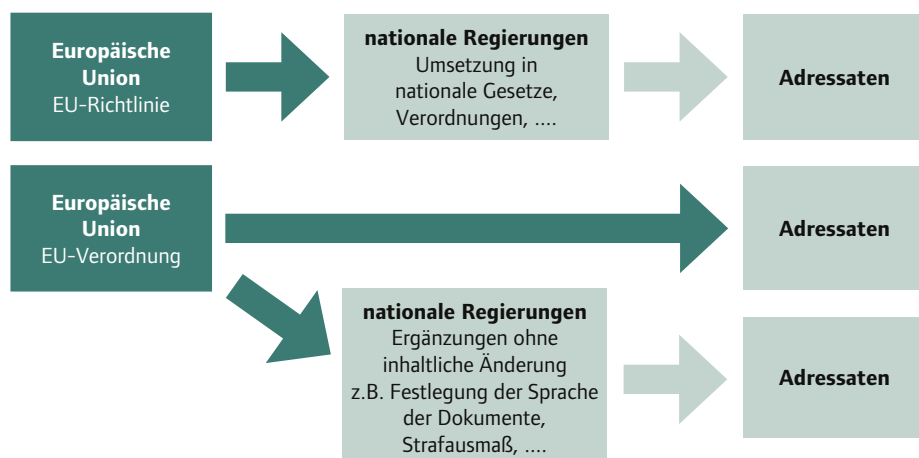 Europäische
Union
EU-Richtlinie
nationale Regierungen
Umsetzung in
nationale Gesetze,
Verordnungen, ....
Adressaten
Europäische
Union
EU-Verordnung
Adressaten
nationale Regierungen
Ergänzungen ohne
inhaltliche Änderung
z.B. Festlegung der Sprache
der Dokumente,
Strafausmaß, ....
Adressaten